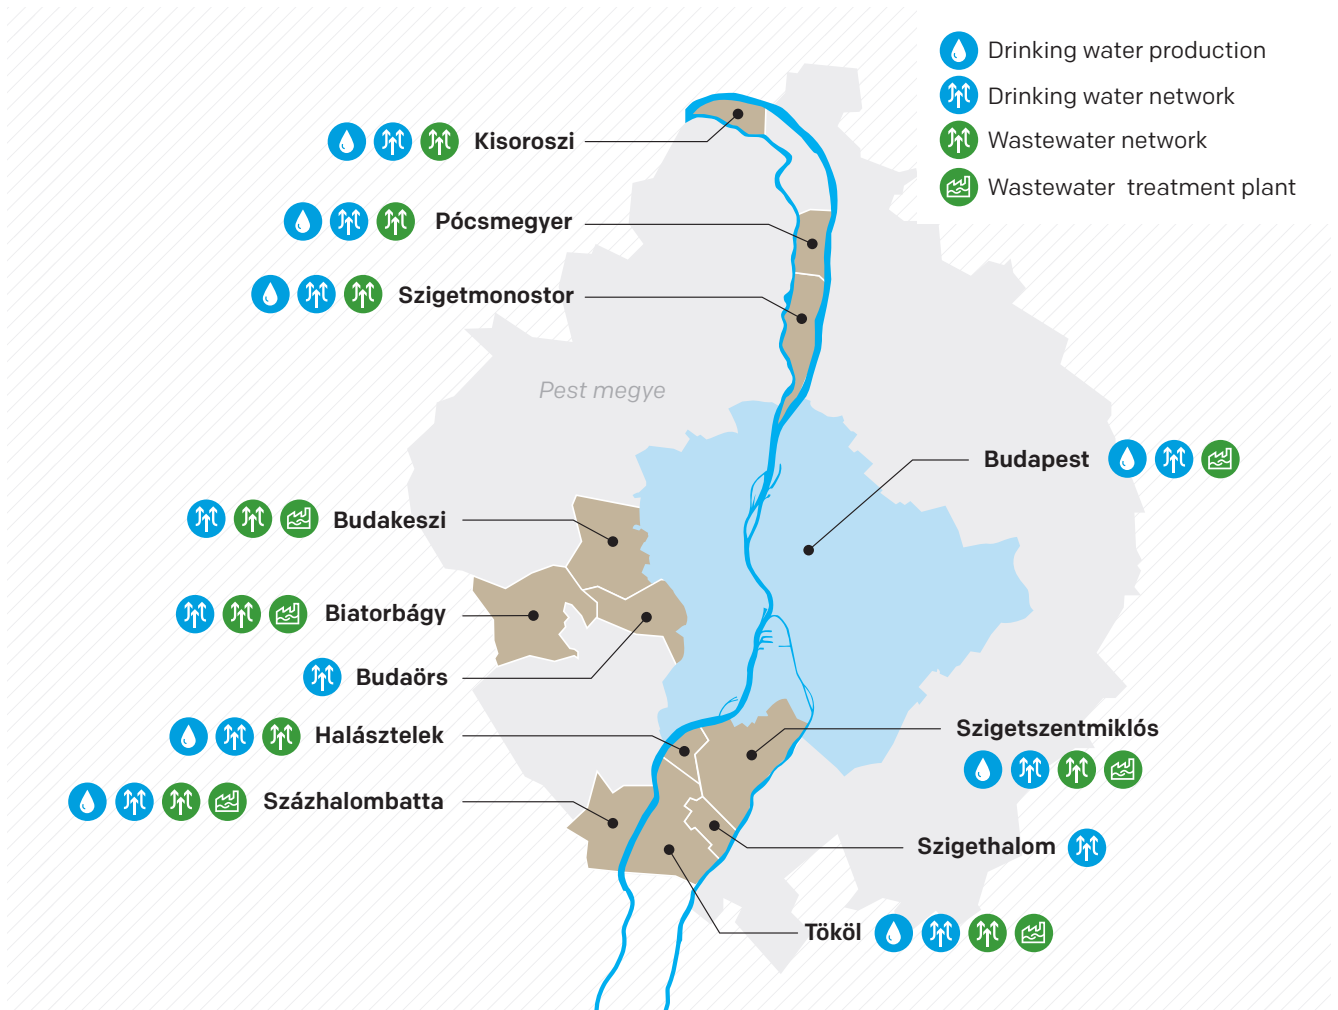 Drinking water production
Drinking water network
Wastewater network
Wastewater treatment plant
Kisoroszi
Pócsmegyer
Szigetmonostor
Pest megye
Budapest
Budakeszi
Biatorbágy
Budaörs
Halásztelek
Szigetszentmiklós
Százhalombatta
Szigethalom
Tököl